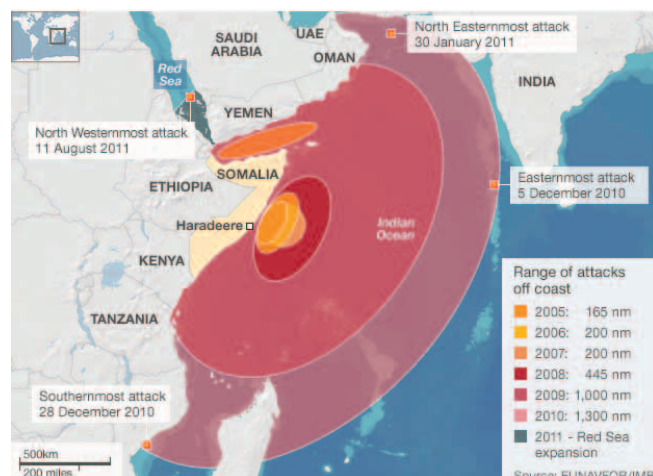 North Easternmost attack
30 January 2011
UAE
SAUDI
ARABIA
OMAN
INDIA
Red
Sea
YEMEN
North Westernmost attack
11 August 2011
SOMALIA
Easternmost attack
5 December 2010
ETHIOPIA
Haradeere
Indian
Ocean
KENYA
Range of attacks
off coast
2005: 165 nm
2006: 200 nm
2007: 200 nm
2008: 445 nm
2009: 1,000 nm
2010: 1,300 nm
2011 - Red Sea
expansion
TANZANIA
Southernmost attack
28 December 2010
500km
200 miles
Source: EUNAVFOR/IMB